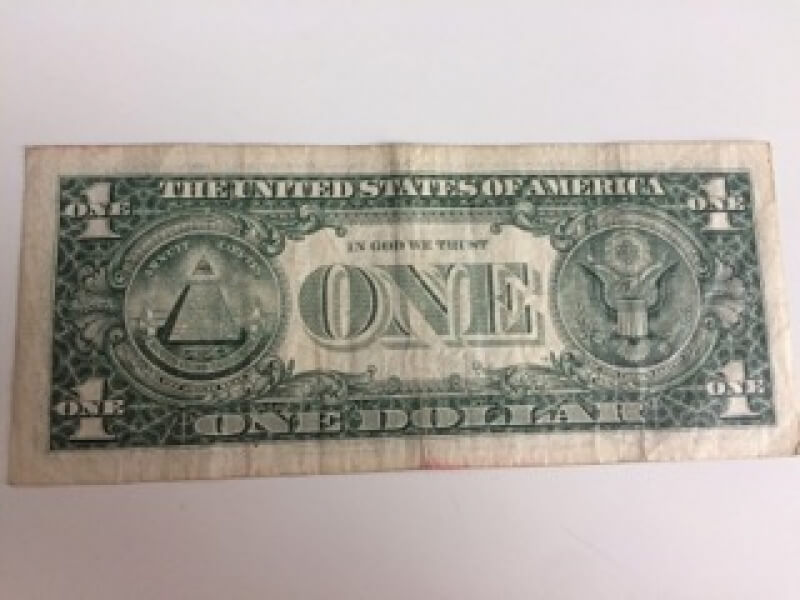 THE UNITED STATES OF AMERICA
1 ONE
1 ONE
IN GOD WE TRUST
ONE
1 ONE
1 ONE
ONE DOLLAR